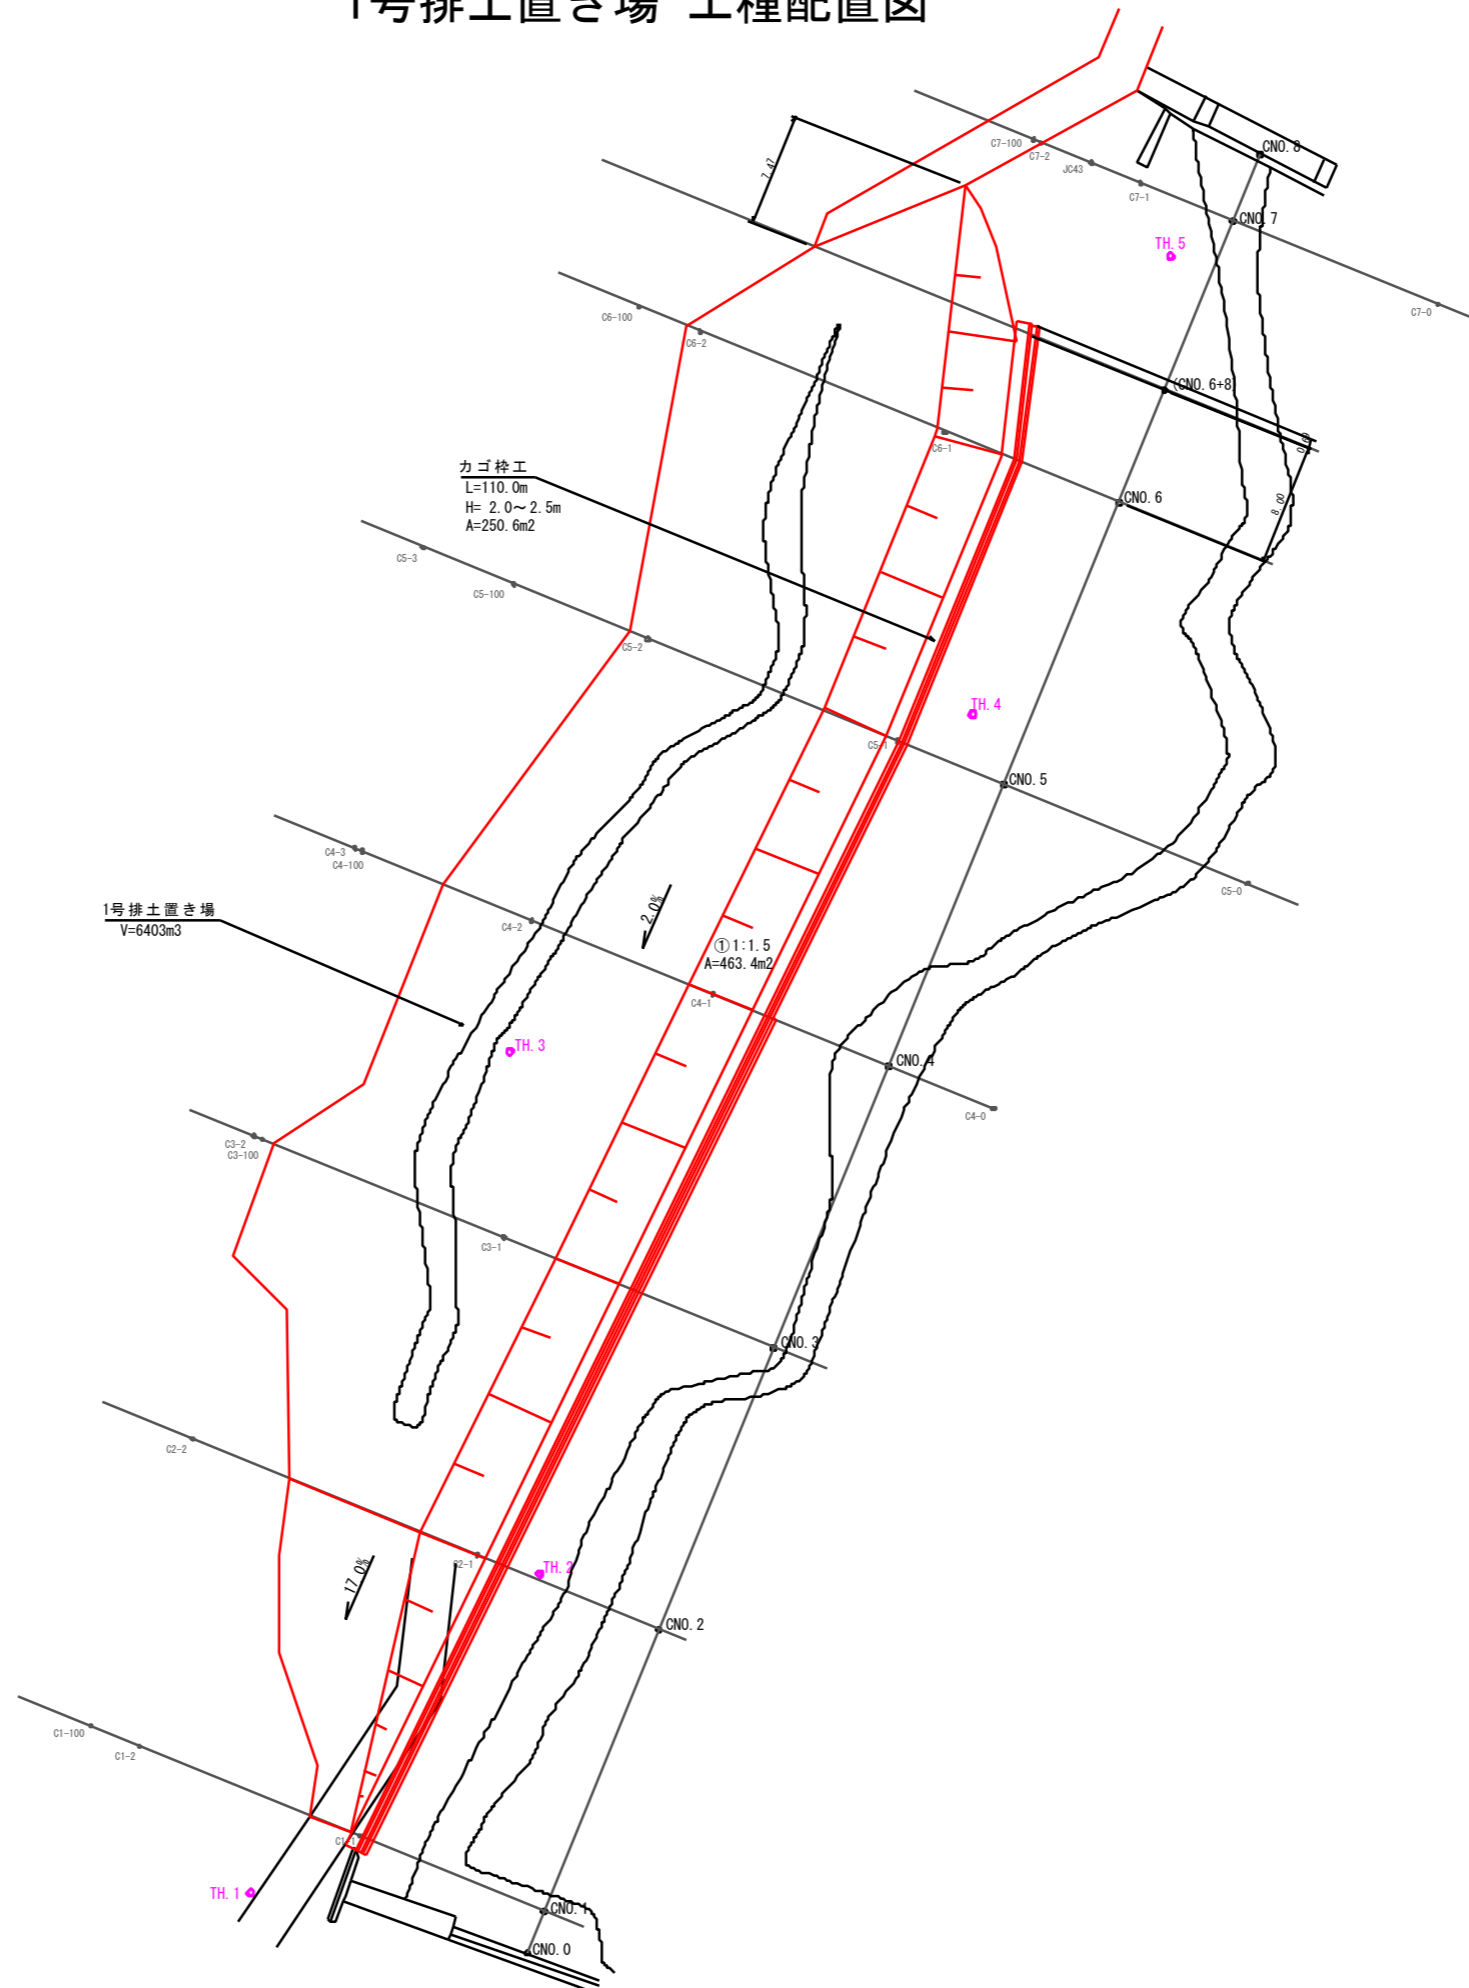 1号排土置き場 工種配置図
CNO. 8
C7-100
C7-2
JC43
C7-1
CNO. 7
7.47
TH. 5
C7-0
C6-100
C6-2
(CNO. 6+8)
C6-1
カゴ枠工
L=110.0m
H= 2.0～2.5m
A=250.6m2
CNO. 6
8.00
C5-3
C5-100
C5-2
TH. 4
C5-1
CNO. 5
C4-3
C4-100
C5-0
1号排土置き場
V=6403m3
C4-2
2.0%
①1:1.5
A=463.4m2
C4-1
TH. 3
CNO. 4
C4-0
C3-2
C3-100
C3-1
CNO. 3
C2-2
C2-1
TH. 2
17.0%
CNO. 2
C1-100
C1-2
C1-1
TH. 1
CNO. 1
CNO. 0